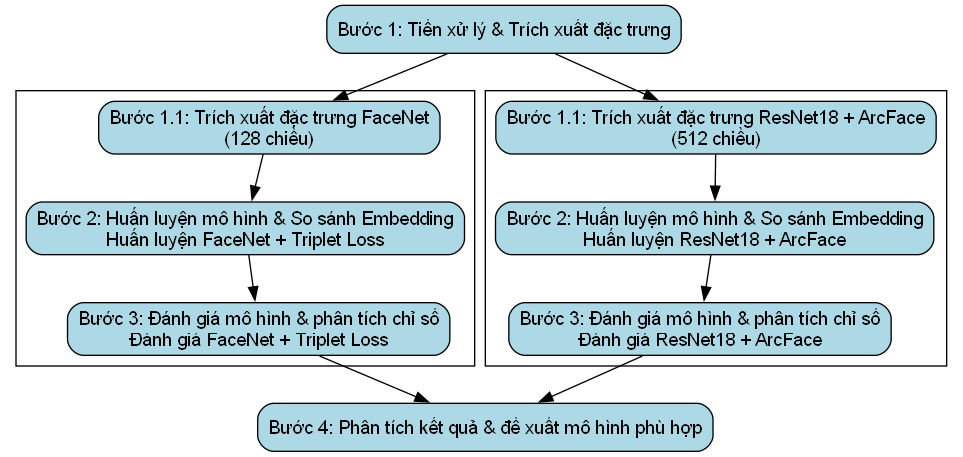 Bước 1: Tiền xử lý & Trích xuất đặc trưng
Bước 1.1: Trích xuất đặc trưng FaceNet
(128 chiều)
Bước 2: Huấn luyện mô hình & So sánh Embedding
Huấn luyện FaceNet + Triplet Loss
Bước 3: Đánh giá mô hình & phân tích chỉ số
Đánh giá FaceNet + Triplet Loss
Bước 1.1: Trích xuất đặc trưng ResNet18 + ArcFace
(512 chiều)
Bước 2: Huấn luyện mô hình & So sánh Embedding
Huấn luyện ResNet18 + ArcFace
Bước 3: Đánh giá mô hình & phân tích chỉ số
Đánh giá ResNet18 + ArcFace
Bước 4: Phân tích kết quả & đề xuất mô hình phù hợp